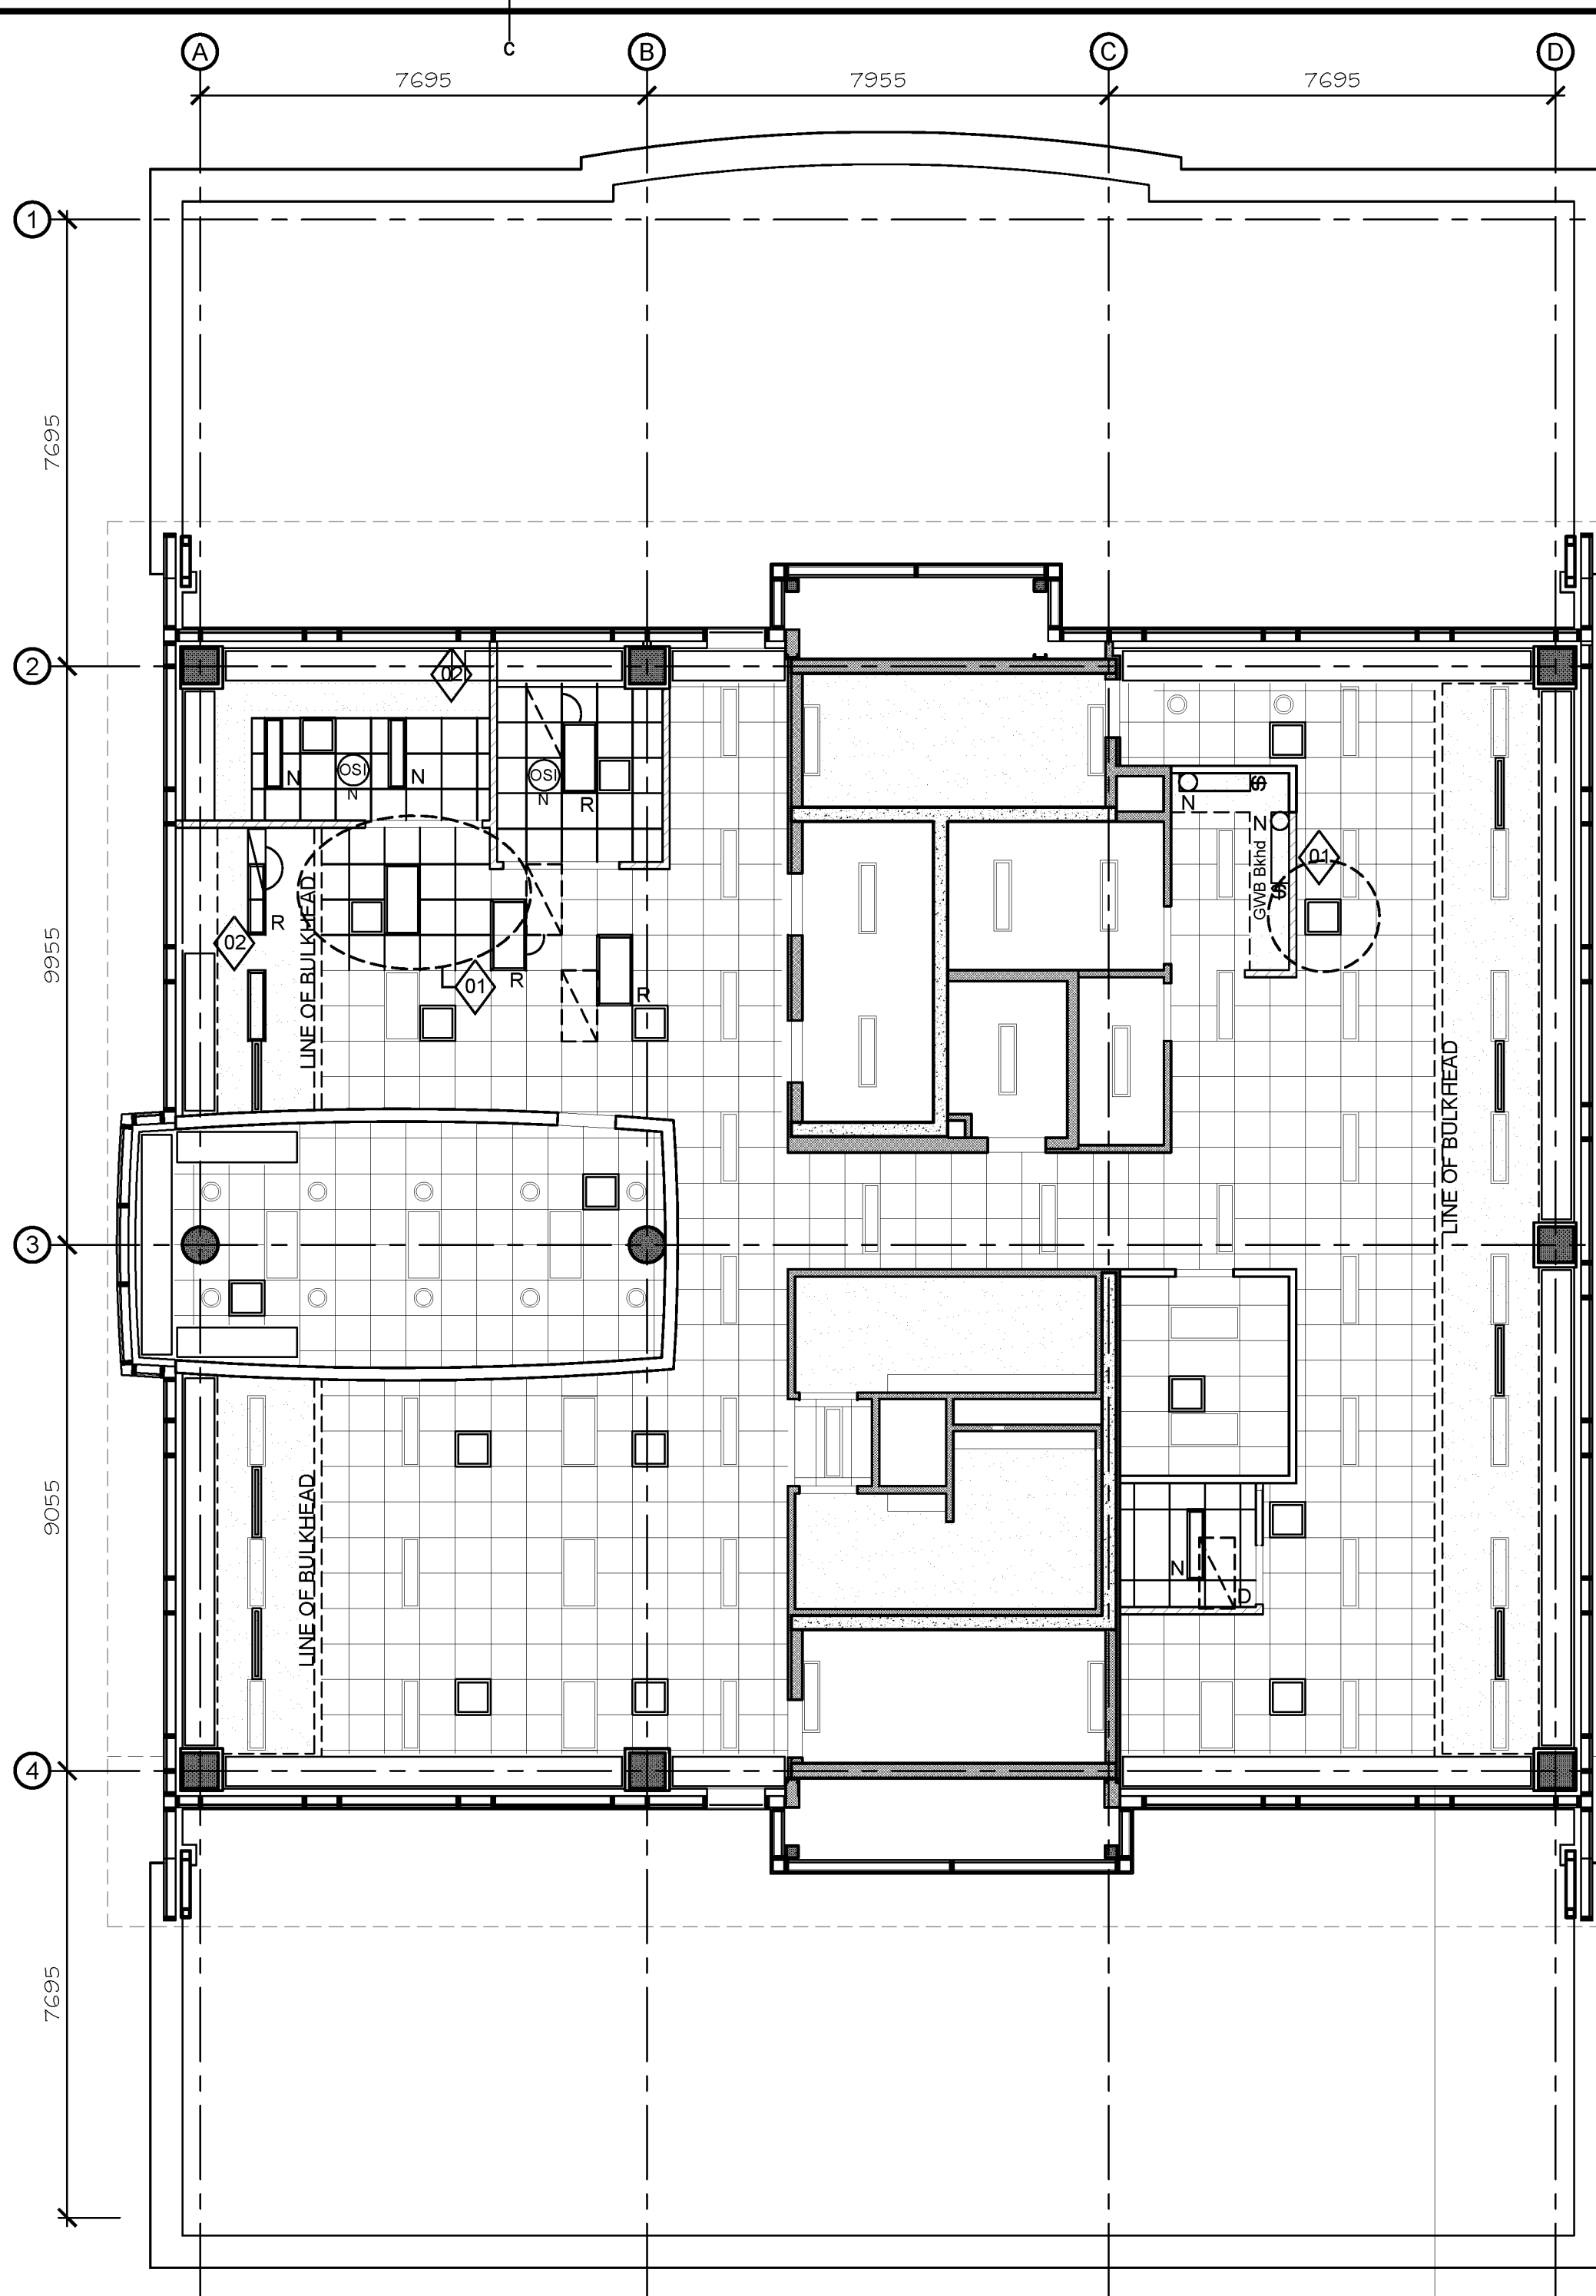 C
A
B
C
D
7695
7955
7695
1
7695
2
02
OSI
N
N
N
OSI
N
R
N
$
N
GWB Bkhd
$
01
R
02
LINE OF BULKHEAD
01
R
R
9955
LINE OF BULKHEAD
3
9055
LINE OF BULKHEAD
N
D
4
7695